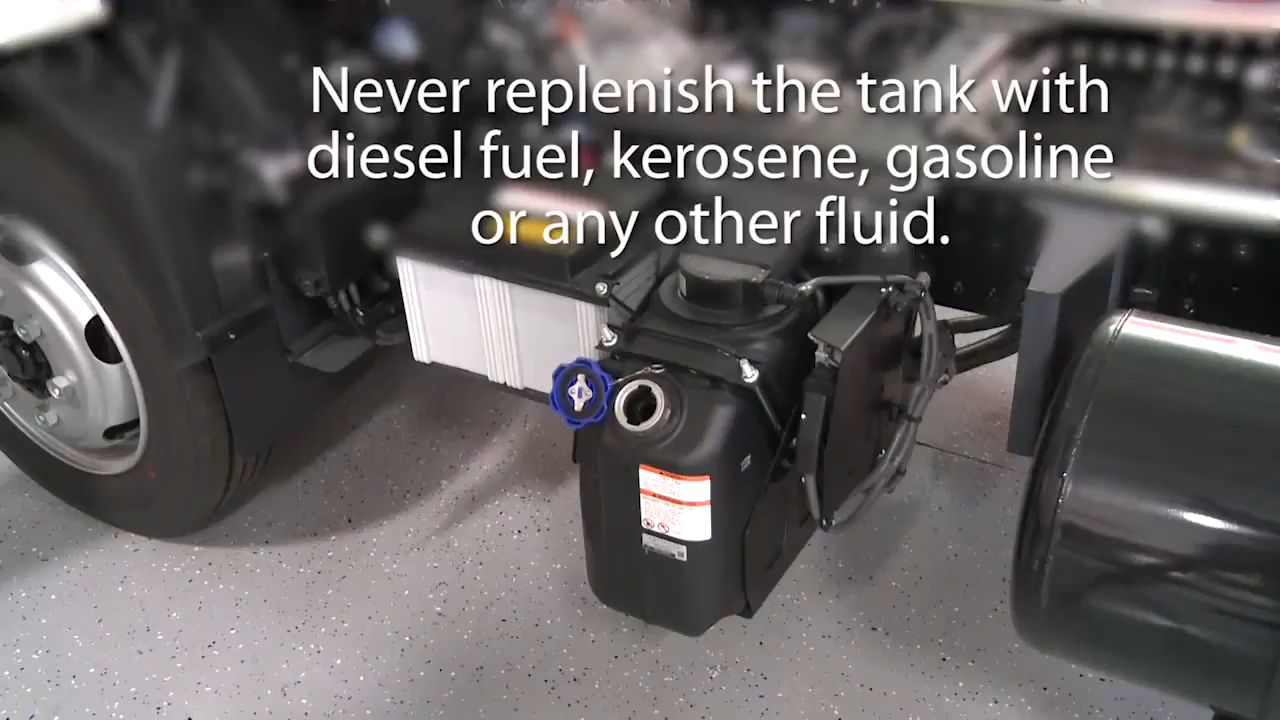 Never replenish the tank with
diesel fuel, kerosene, gasoline
or any other fluid.